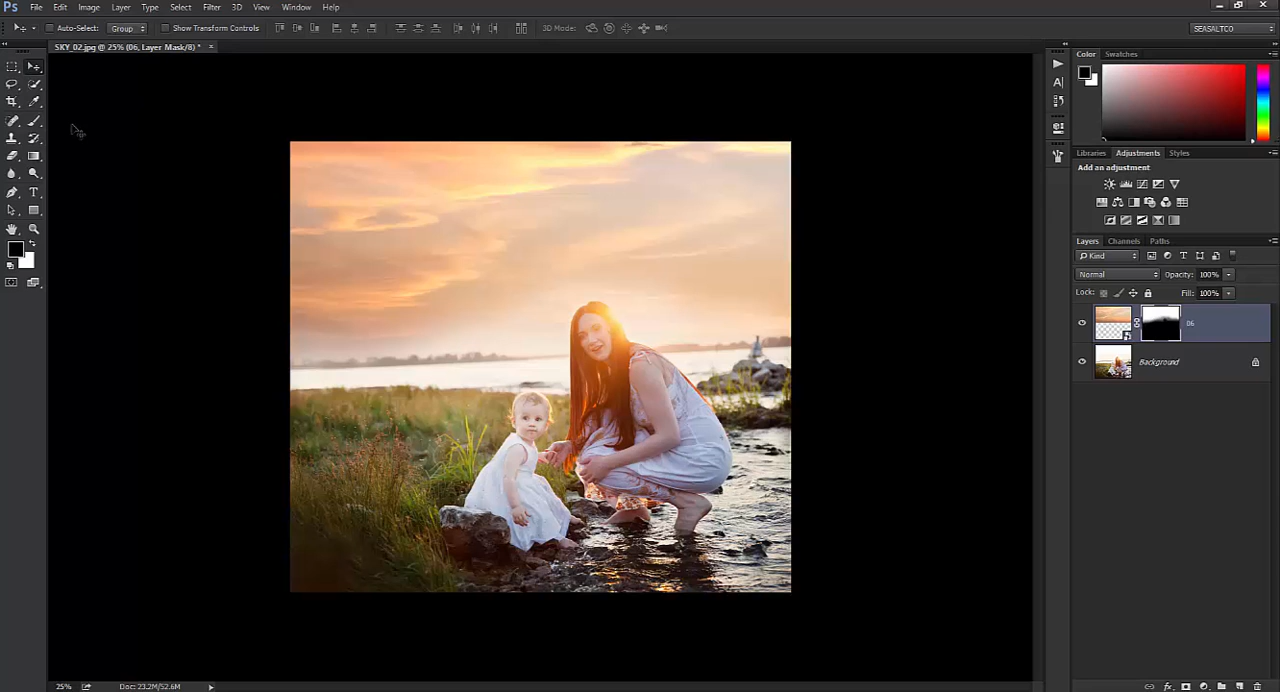 Ps File Edit Image Layer Type Select Filter 3D View Window Help
Auto-Select: Group Show Transform Controls 3D Mode: SEASALTCO
SKY_02.jpg @ 25% (06, Layer Mask/8) * ×
Color Swatches
Libraries Adjustments Styles
Add an adjustment
Layers Channels Paths
Kind
Normal Opacity: 100%
Lock: Fill: 100%
06
Background
25% Doc: 23.2M/52.6M